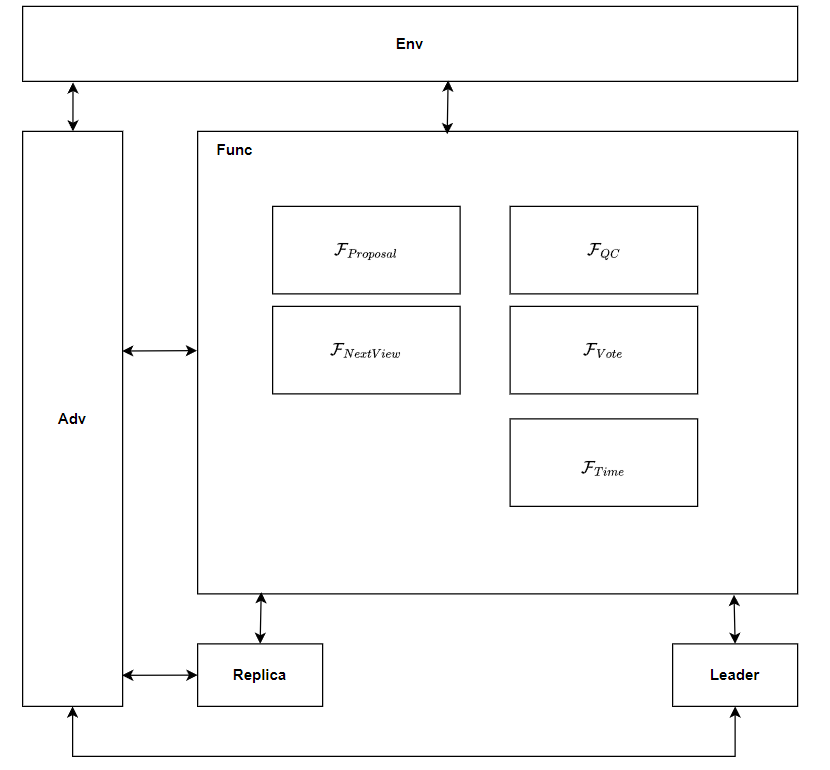 Env
Func
ℱProposal
ℱQC
ℱNextView
ℱVote
Adv
ℱTime
Replica
Leader